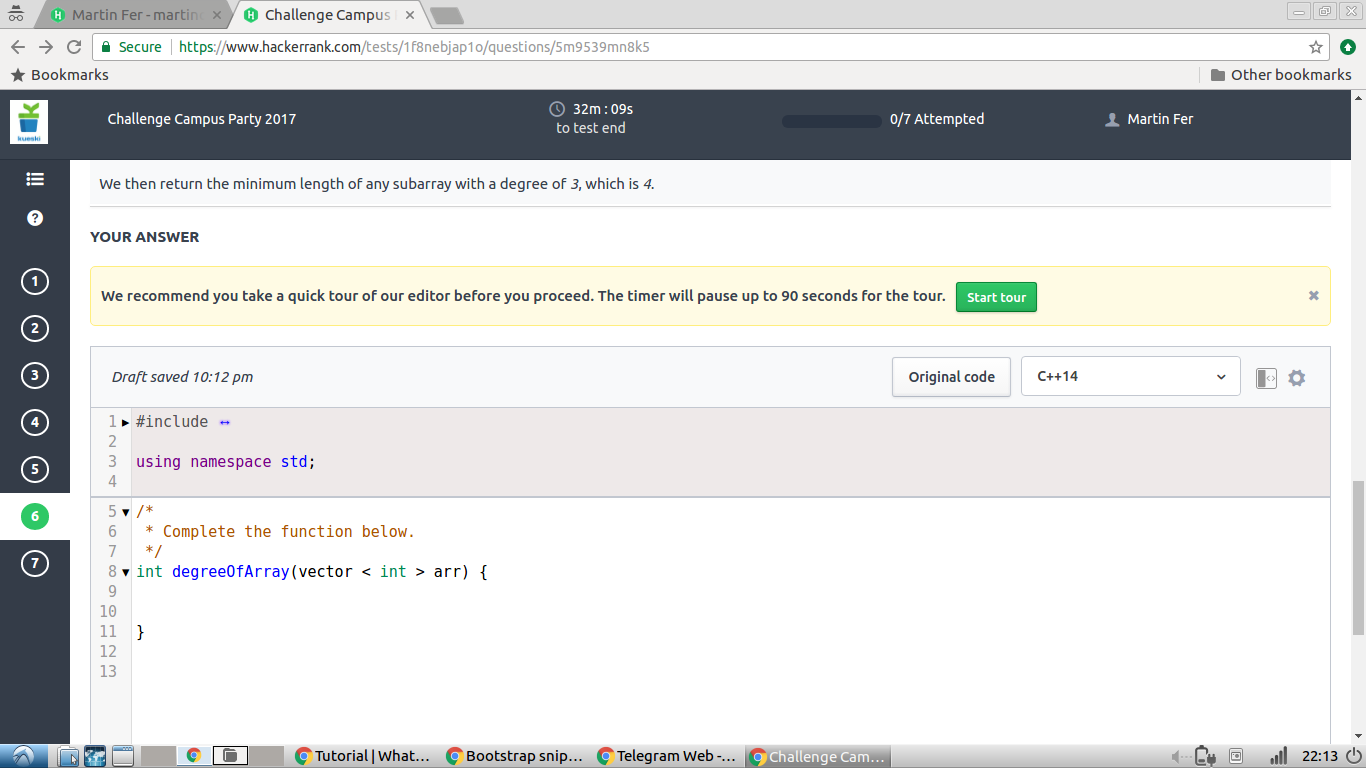 Martin Fer - martin
Challenge Campus
Secure
https://www.hackerrank.com/tests/1f8nebjap1o/questions/5m9539mn8k5
Bookmarks
Other bookmarks
kueski
Challenge Campus Party 2017
32m : 09s
to test end
0/7 Attempted
Martin Fer
We then return the minimum length of any subarray with a degree of 3, which is 4.
YOUR ANSWER
We recommend you take a quick tour of our editor before you proceed. The timer will pause up to 90 seconds for the tour.
Start tour
Draft saved 10:12 pm
Original code
C++14
1 #include
2
3 using namespace std;
4
5 /*
6  * Complete the function below.
7  */
8 int degreeOfArray(vector < int > arr) {
9
10
11 }
12
13
?
1
2
3
4
5
6
7
Tutorial | What...
Bootstrap snip...
Telegram Web -...
Challenge Cam...
22:13